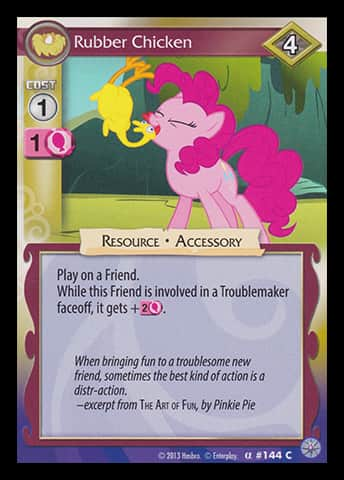 Rubber Chicken
4
COST
1
1
RESOURCE • ACCESSORY
Play on a Friend.
While this Friend is involved in a Troublemaker
faceoff, it gets +2.
When bringing fun to a troublesome new
friend, sometimes the best kind of action is a
distr-action.
–excerpt from THE ART OF FUN, by Pinkie Pie
© 2013 Hasbro. © Enterplay. α #144 C